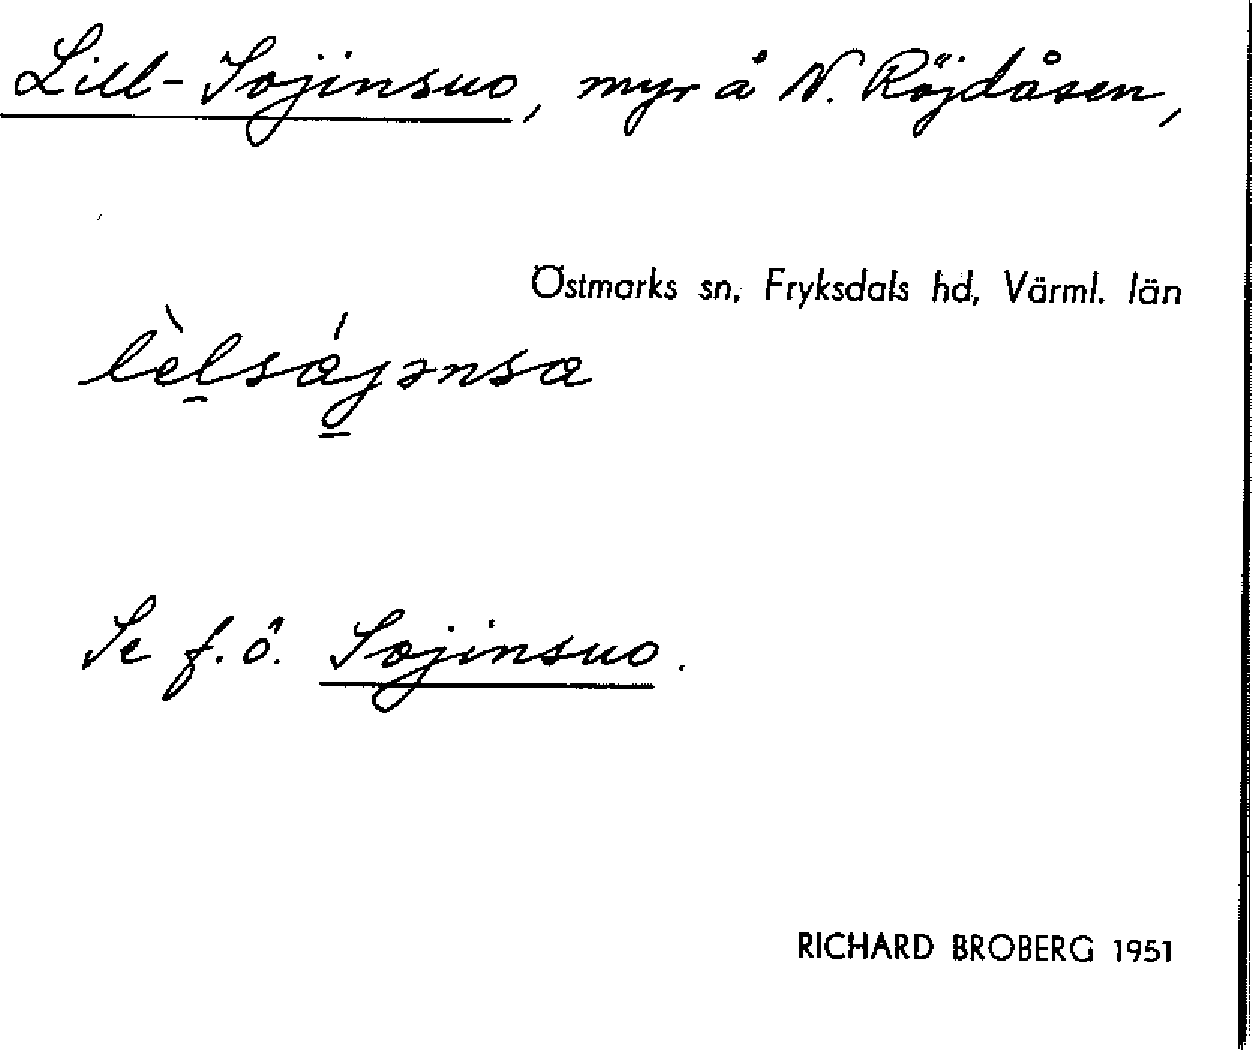 Lill-Sojinsuo, myr å N. Röjdåsen,
Östmarks sn, Fryksdals hd, Värml. län
lèlsájənsa
Se f.ö. Sojinsuo.
RICHARD BROBERG 1951